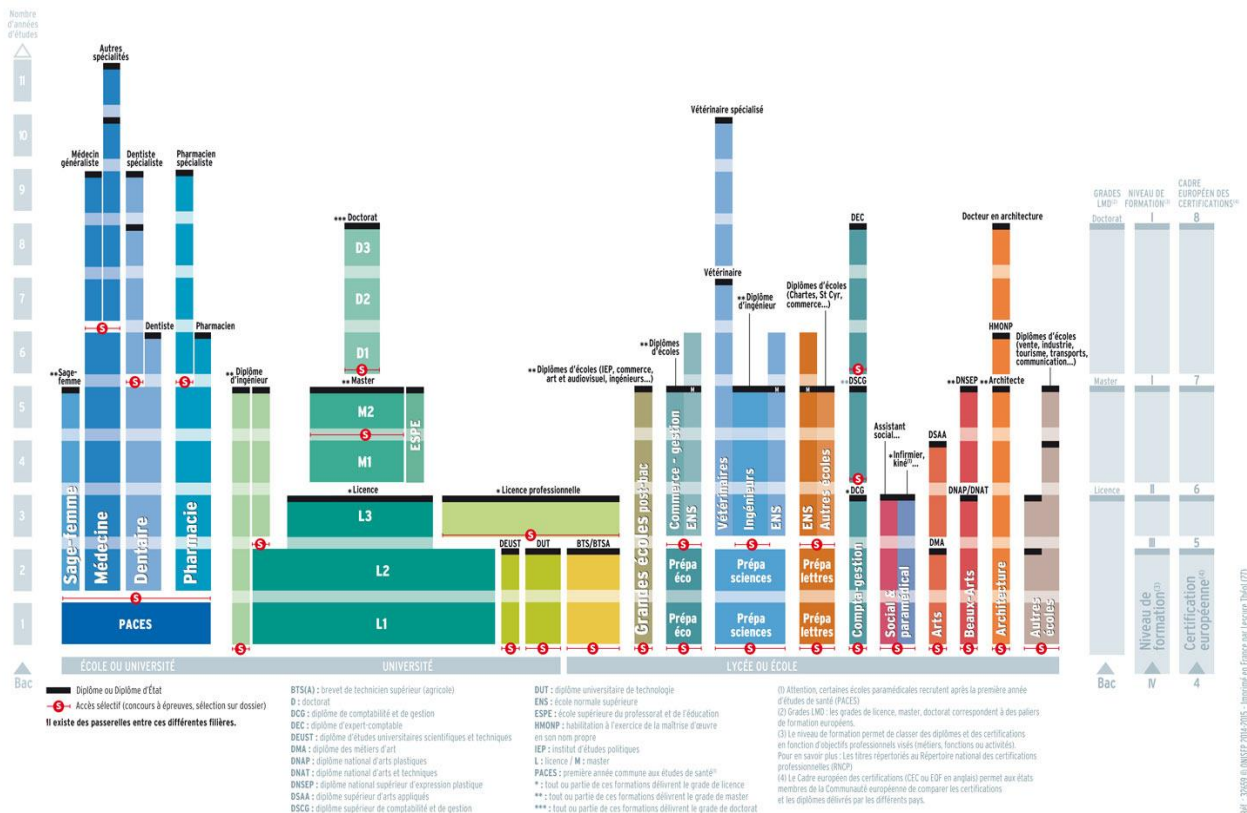 Nombre
d'années
d'études
11
10
9
8
7
6
5
4
3
2
1
Bac
Autres
spécialités
Médecin
généraliste
Dentiste
spécialiste
Pharmacien
spécialiste
Dentiste
Pharmacien
**Sage-
femme
Sage-femme
Médecine
Dentaire
Pharmacie
PACES
S
S
S
S
**Diplôme
d'ingénieur
S
S
***Doctorat
D3
D2
D1
S
**Master
M2
S
M1
ESPE
*Licence
L3
L2
L1
*Licence professionnelle
S
DEUST
S
DUT
S
BTS/BTSA
S
**Diplômes d'écoles (IEP, commerce,
art et audiovisuel, ingénieurs...)
Grandes écoles post-bac
S
**Diplômes
d'écoles
M
Commerce - gestion
ENS
S
Prépa
éco
Prépa
éco
S
Vétérinaire spécialisé
Vétérinaire
**Diplôme
d'ingénieur
M
Vétérinaires
Ingénieurs
ENS
S
Prépa
sciences
Prépa
sciences
S
Diplômes d'écoles
(Chartes, St Cyr,
commerce...)
M
ENS
Autres écoles
S
Prépa
lettres
Prépa
lettres
S
DEC
S
**DSCG
S
*DCG
Compta-gestion
S
Assistant
social...
*Infirmier,
kiné(1)...
Social &
paramédical
S
DSAA
DMA
Arts
S
**DNSEP
DNAP/DNAT
Beaux-Arts
S
Docteur en architecture
HMONP
**Architecte
Architecture
S
Diplômes d'écoles
(vente, industrie,
tourisme, transports,
communication...)
Autres
écoles
S
GRADES
LMD(2)
NIVEAU DE
FORMATION(3)
CADRE
EUROPÉEN DES
CERTIFICATIONS(4)
Doctorat
I
8
Master
I
7
Licence
II
6
III
5
Niveau de
formation(3)
Certification
européenne(4)
Bac
IV
4
ÉCOLE OU UNIVERSITÉ
UNIVERSITÉ
LYCÉE OU ÉCOLE
Diplôme ou Diplôme d'État
S Accès sélectif (concours à épreuves, sélection sur dossier)
Il existe des passerelles entre ces différentes filières.
BTS(A) : brevet de technicien supérieur (agricole)
D : doctorat
DCG : diplôme de comptabilité et de gestion
DEC : diplôme d'expert-comptable
DEUST : diplôme d'études universitaires scientifiques et techniques
DMA : diplôme des métiers d'art
DNAP : diplôme national d'arts plastiques
DNAT : diplôme national d'arts et techniques
DNSEP : diplôme national supérieur d'expression plastique
DSAA : diplôme supérieur d'arts appliqués
DSCG : diplôme supérieur de comptabilité et de gestion
DUT : diplôme universitaire de technologie
ENS : école normale supérieure
ESPE : école supérieure du professorat et de l'éducation
HMONP : habilitation à l'exercice de la maîtrise d'œuvre
en son nom propre
IEP : institut d'études politiques
L : licence / M : master
PACES : première année commune aux études de santé(1)
* : tout ou partie de ces formations délivrent le grade de licence
** : tout ou partie de ces formations délivrent le grade de master
*** : tout ou partie de ces formations délivrent le grade de doctorat
(1) Attention, certaines écoles paramédicales recrutent après la première année
d'études de santé (PACES)
(2) Grades LMD : les grades de licence, master, doctorat correspondent à des paliers
de formation européens.
(3) Le niveau de formation permet de classer des diplômes et des certifications
en fonction d'objectifs professionnels visés (métiers, fonctions ou activités).
Pour en savoir plus : Les titres répertoriés au Répertoire national des certifications
professionnelles (RNCP)
(4) Le Cadre européen des certifications (CEC ou EQF en anglais) permet aux états
membres de la Communauté européenne de comparer les certifications
et les diplômes délivrés par les différents pays.
32659 © ONISEP 2014-2015 - Imprimé en France par Lescure Théol (27)